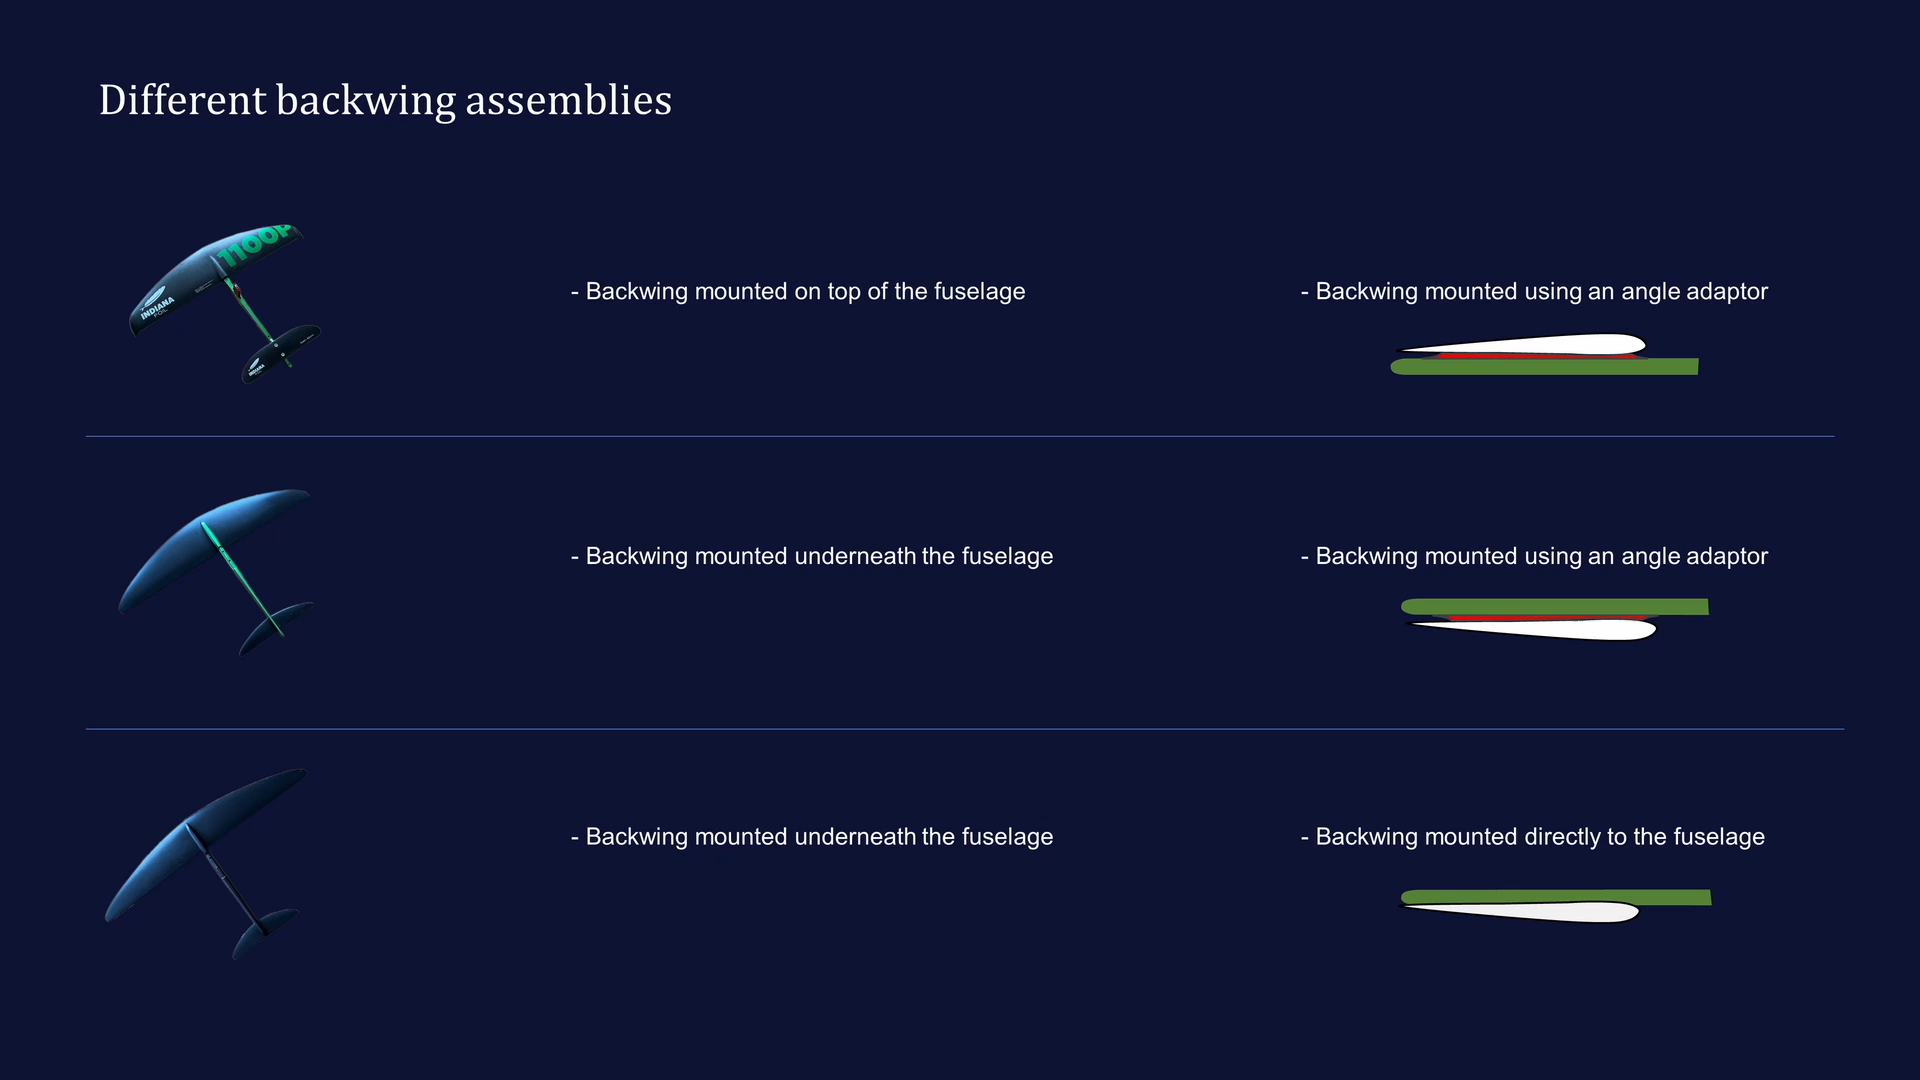 Different backwing assemblies
1100P
INDIANA
FOIL
INDIANA
- Backwing mounted on top of the fuselage
- Backwing mounted using an angle adaptor
- Backwing mounted underneath the fuselage
- Backwing mounted using an angle adaptor
- Backwing mounted underneath the fuselage
- Backwing mounted directly to the fuselage